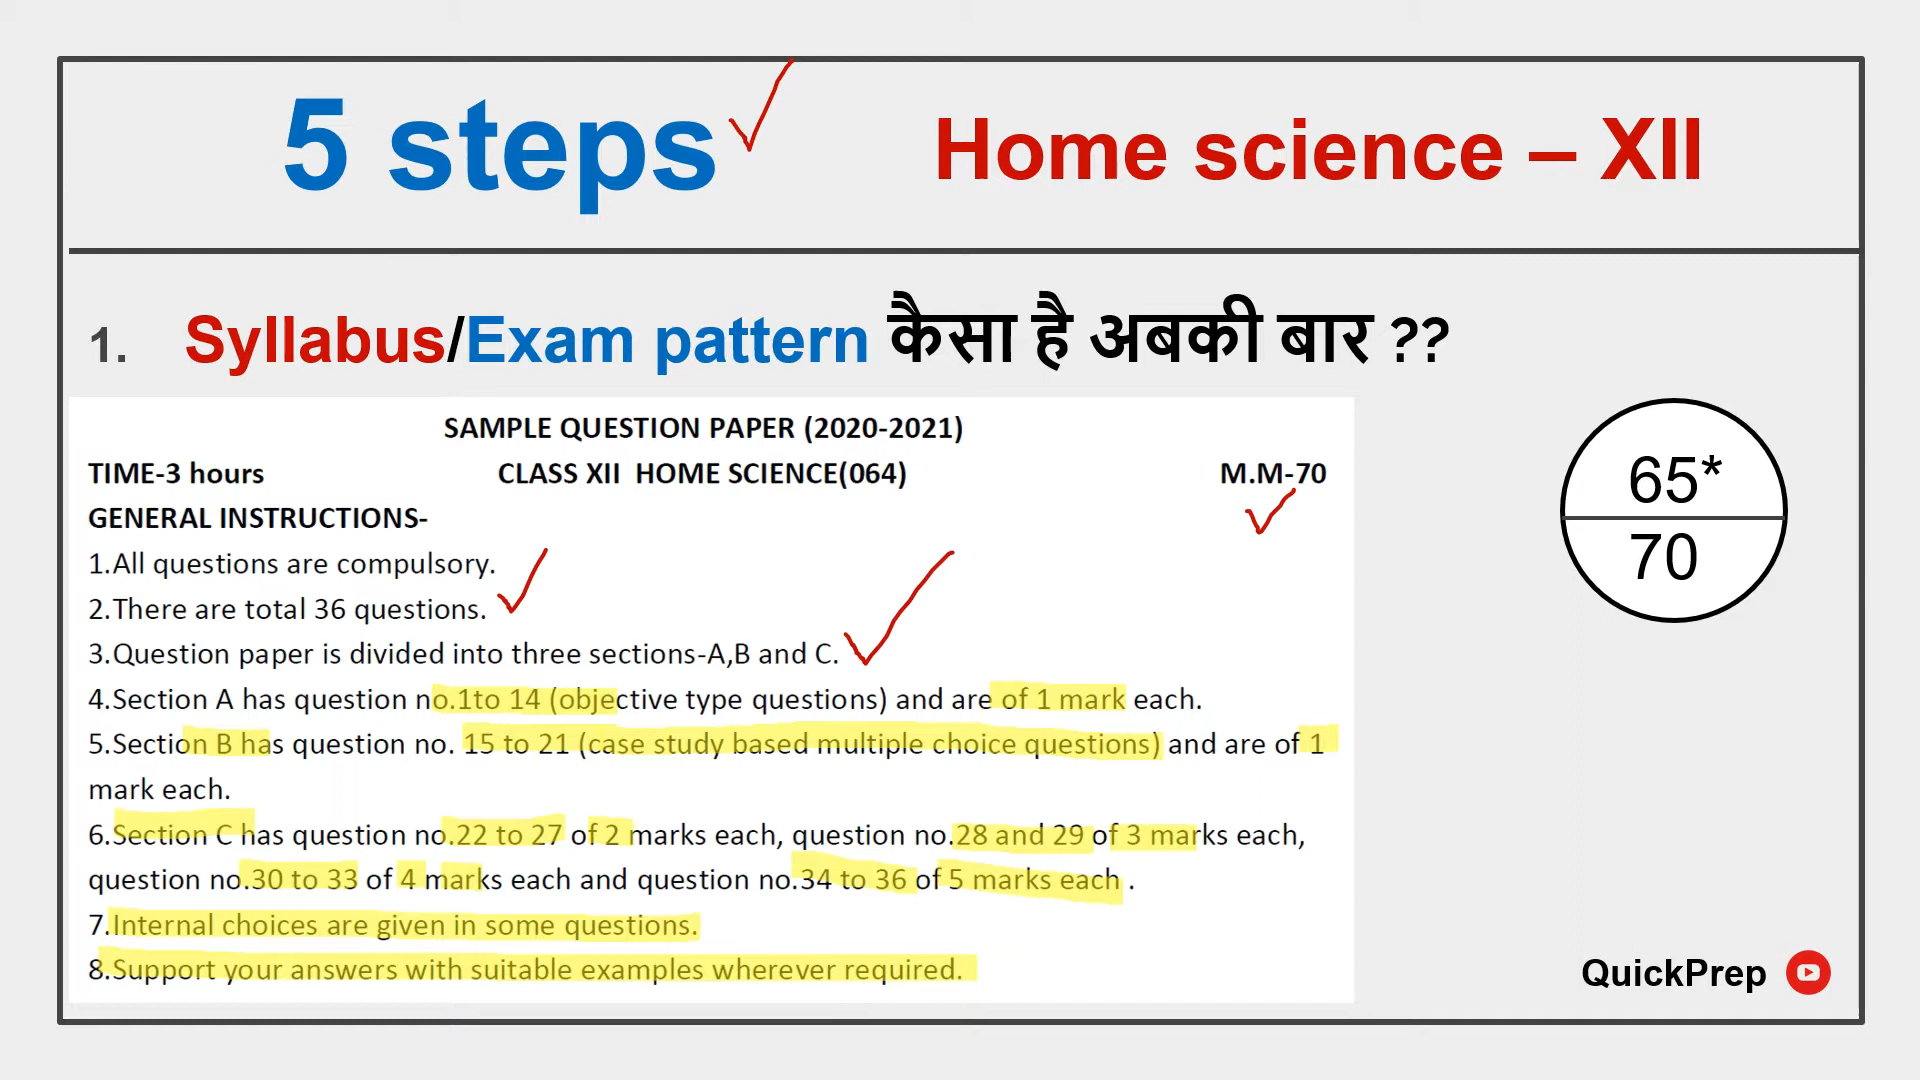 5 steps
Home science – XII
1. Syllabus/Exam pattern कैसा है अबकी बार ??
SAMPLE QUESTION PAPER (2020-2021)
TIME-3 hours CLASS XII HOME SCIENCE(064) M.M-70
GENERAL INSTRUCTIONS-
1.All questions are compulsory.
2.There are total 36 questions.
3.Question paper is divided into three sections-A,B and C.
4.Section A has question no.1to 14 (objective type questions) and are of 1 mark each.
5.Section B has question no. 15 to 21 (case study based multiple choice questions) and are of 1
mark each.
6.Section C has question no.22 to 27 of 2 marks each, question no.28 and 29 of 3 marks each,
question no.30 to 33 of 4 marks each and question no.34 to 36 of 5 marks each .
7.Internal choices are given in some questions.
8.Support your answers with suitable examples wherever required.
65*
70
QuickPrep